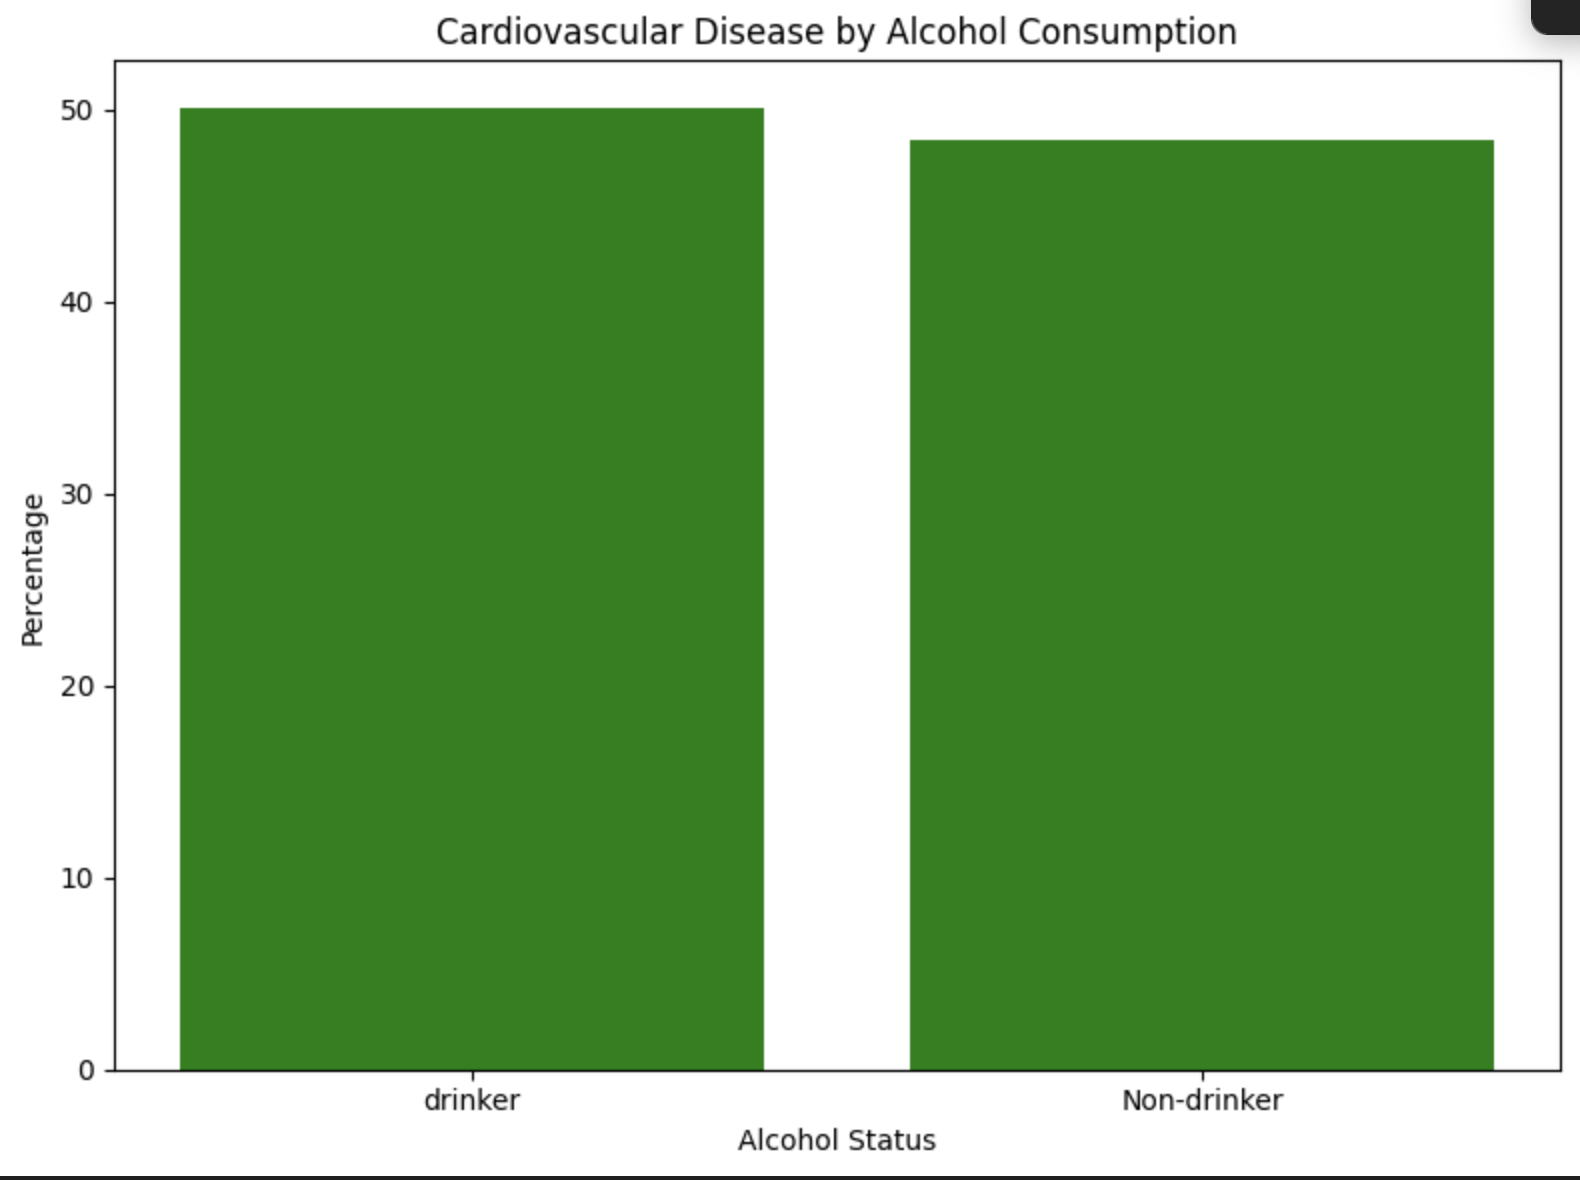 Cardiovascular Disease by Alcohol Consumption
50
40
30
20
10
0
Percentage
drinker
Non-drinker
Alcohol Status